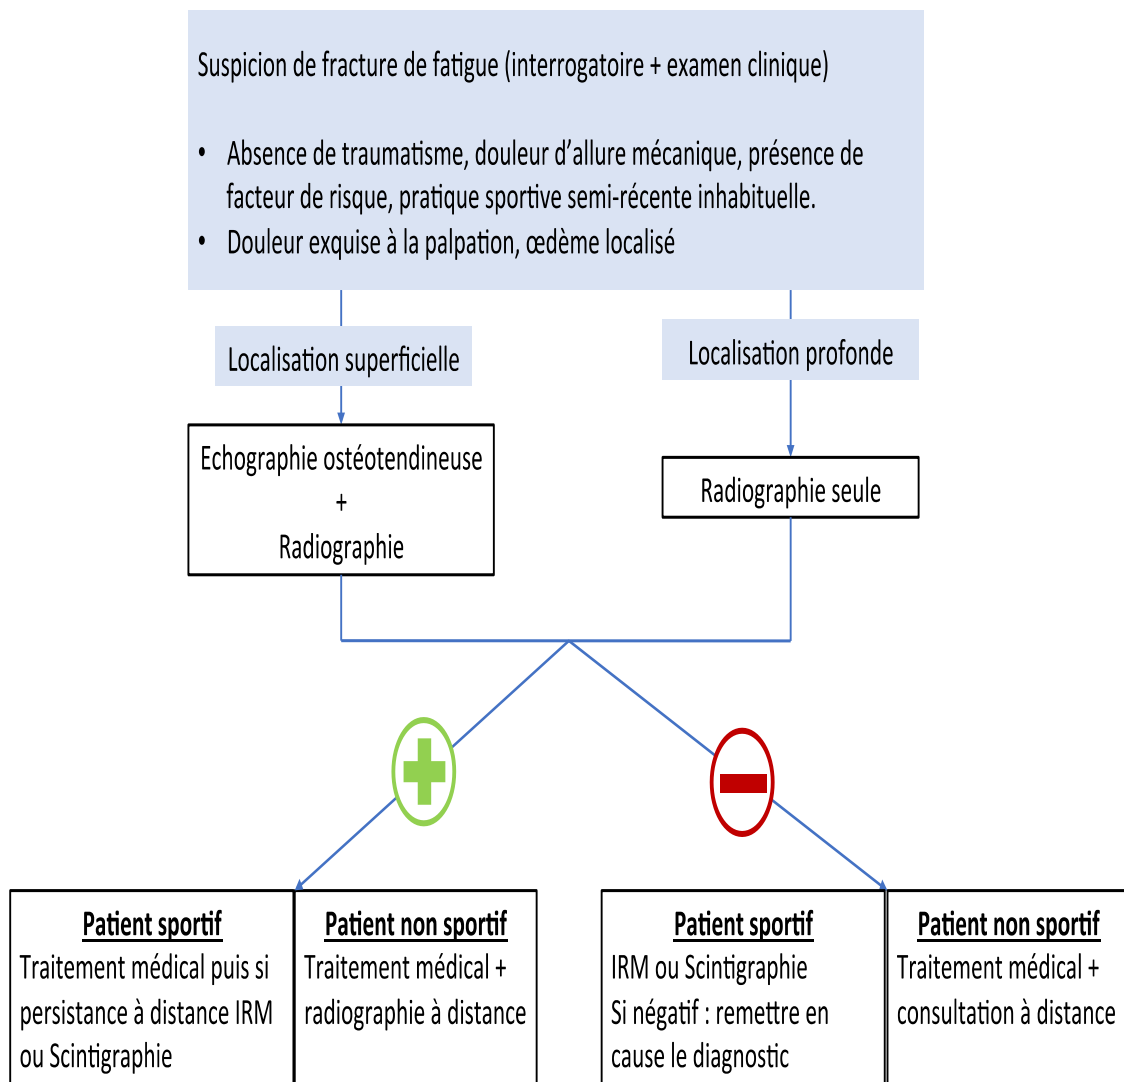 Suspicion de fracture de fatigue (interrogatoire + examen clinique)
• Absence de traumatisme, douleur d'allure mécanique, présence de
facteur de risque, pratique sportive semi-récente inhabituelle.
• Douleur exquise à la palpation, œdème localisé
Localisation superficielle
Localisation profonde
Echographie ostéotendineuse
+
Radiographie
Radiographie seule
Patient sportif
Traitement médical puis si
persistance à distance IRM
ou Scintigraphie
Patient non sportif
Traitement médical +
radiographie à distance
Patient sportif
IRM ou Scintigraphie
Si négatif : remettre en
cause le diagnostic
Patient non sportif
Traitement médical +
consultation à distance